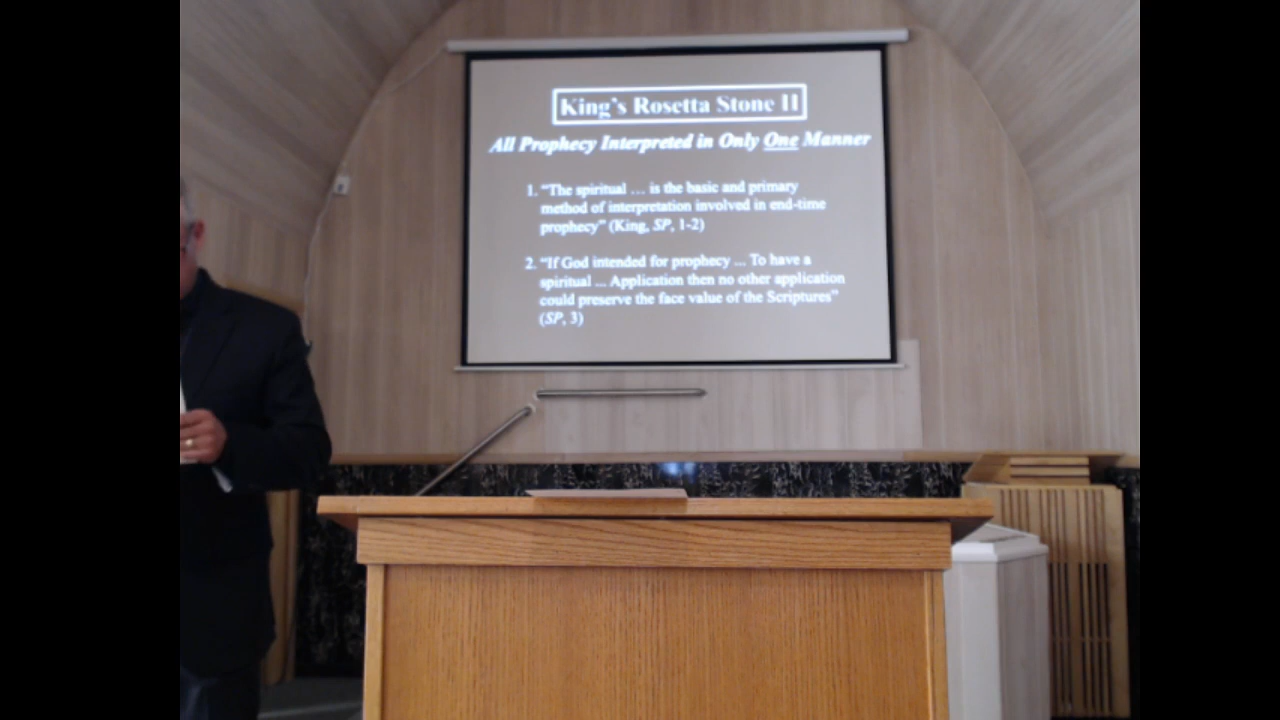 King's Rosetta Stone II
All Prophecy Interpreted in Only One Manner
1. "The spiritual … is the basic and primary
method of interpretation involved in end-time
prophecy" (King, SP, 1-2)
2. "If God intended for prophecy ... To have a
spiritual ... Application then no other application
could preserve the face value of the Scriptures"
(SP, 3)